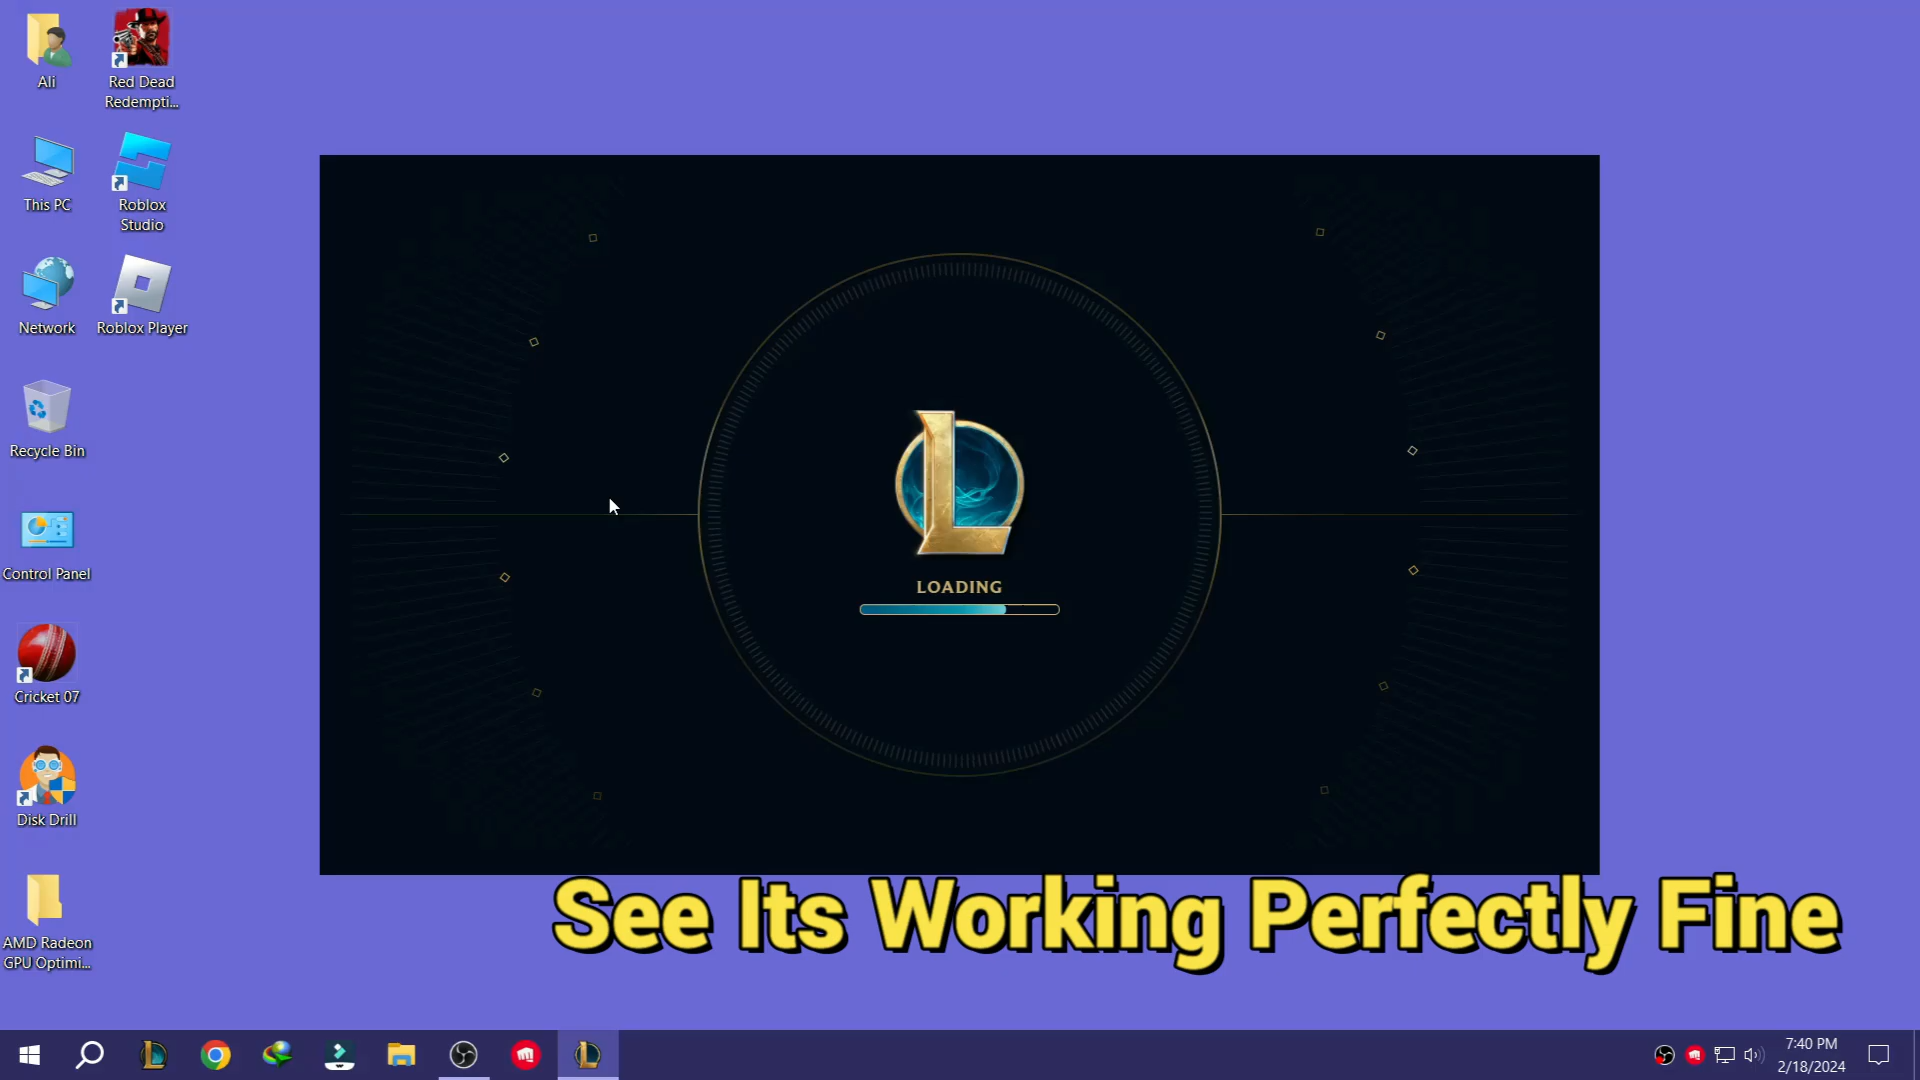 Ali
Red Dead
Redempti...
This PC
Roblox
Studio
Network
Roblox Player
Recycle Bin
Control Panel
Cricket 07
Disk Drill
AMD Radeon
GPU Optimi...
LOADING
See Its Working Perfectly Fine
7:40 PM
2/18/2024